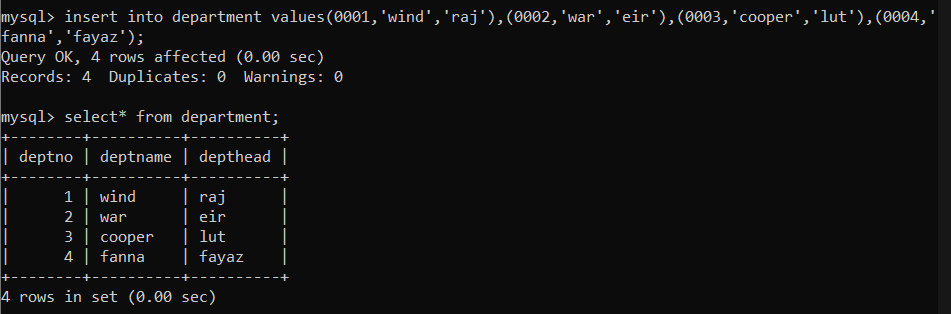 mysql> insert into department values(0001,'wind','raj'),(0002,'war','eir'),(0003,'cooper','lut'),(0004,'
fanna','fayaz');
Query OK, 4 rows affected (0.00 sec)
Records: 4  Duplicates: 0  Warnings: 0

mysql> select* from department;
+--------+----------+----------+
| deptno | deptname | depthead |
+--------+----------+----------+
|      1 | wind     | raj      |
|      2 | war      | eir      |
|      3 | cooper   | lut      |
|      4 | fanna    | fayaz    |
+--------+----------+----------+
4 rows in set (0.00 sec)